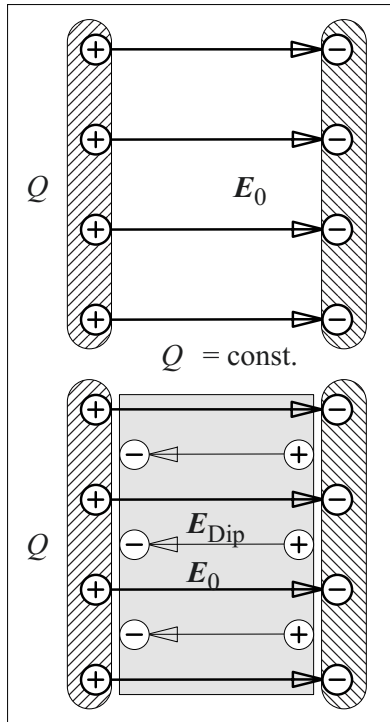 Q
E0
Q = const.
Q
EDip
E0